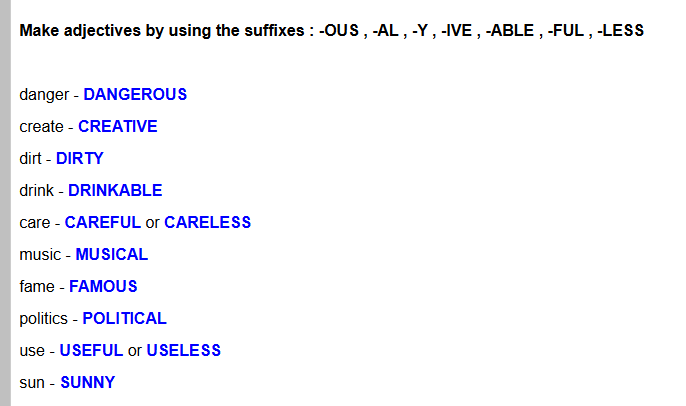 Make adjectives by using the suffixes : -OUS , -AL , -Y , -IVE , -ABLE , -FUL , -LESS
danger - DANGEROUS
create - CREATIVE
dirt - DIRTY
drink - DRINKABLE
care - CAREFUL or CARELESS
music - MUSICAL
fame - FAMOUS
politics - POLITICAL
use - USEFUL or USELESS
sun - SUNNY